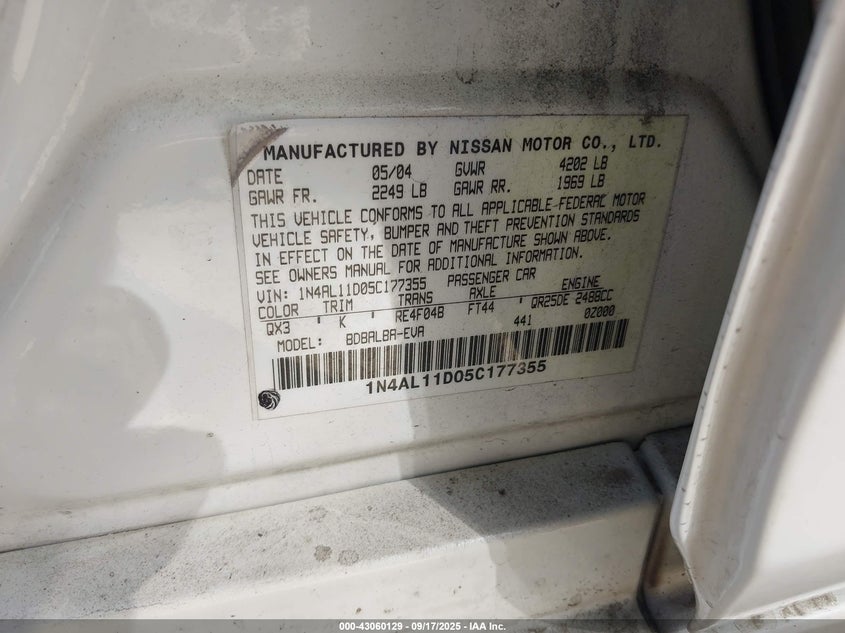 MANUFACTURED BY NISSAN MOTOR CO., LTD.
DATE 05/04 GVWR 4202 LB
GAWR FR. 2249 LB GAWR RR. 1969 LB
THIS VEHICLE CONFORMS TO ALL APPLICABLE FEDERAL MOTOR
VEHICLE SAFETY, BUMPER AND THEFT PREVENTION STANDARDS
IN EFFECT ON THE DATE OF MANUFACTURE SHOWN ABOVE.
SEE OWNERS MANUAL FOR ADDITIONAL INFORMATION.
VIN: 1N4AL11D05C177355 PASSENGER CAR
COLOR TRIM TRANS AXLE ENGINE
QX3 ' K ' RE4F04B FT44 ' QR25DE 2488CC
441 0Z000
MODEL: BDBALBA-EVA
1N4AL11D05C177355
000-43060129 - 09/17/2025 - IAA Inc.